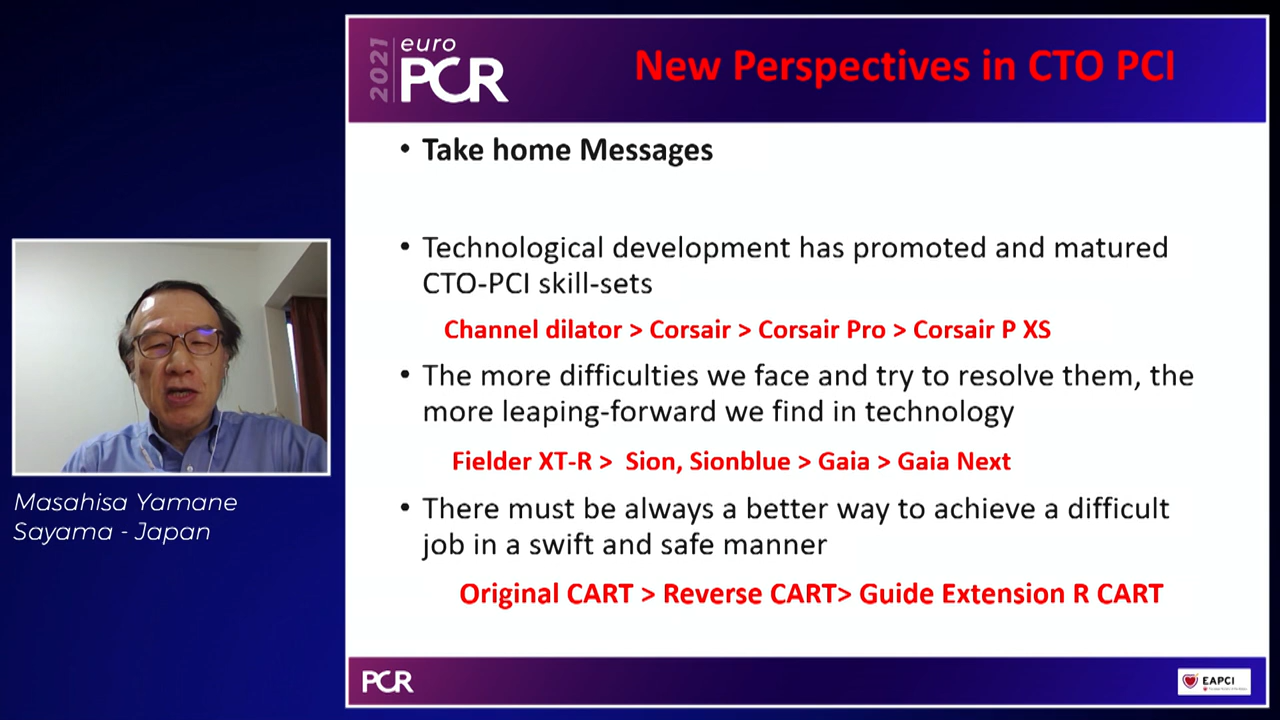 2021
euro
PCR
New Perspectives in CTO PCI
• Take home Messages
• Technological development has promoted and matured
CTO-PCI skill-sets
Channel dilator > Corsair > Corsair Pro > Corsair P XS
• The more difficulties we face and try to resolve them, the
more leaping-forward we find in technology
Fielder XT-R > Sion, Sionblue > Gaia > Gaia Next
• There must be always a better way to achieve a difficult
job in a swift and safe manner
Original CART > Reverse CART> Guide Extension R CART
Masahisa Yamane
Sayama - Japan
PCR
EAPCI